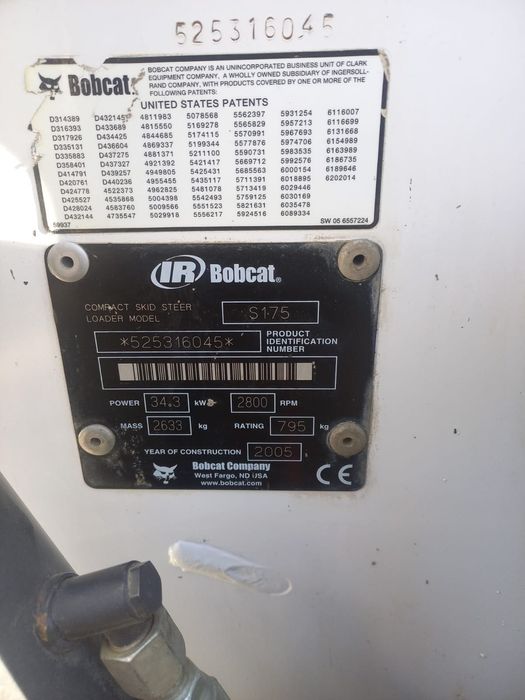 525316045
Bobcat
BOBCAT COMPANY IS AN UNINCORPORATED BUSINESS UNIT OF CLARK
EQUIPMENT COMPANY, A WHOLLY OWNED SUBSIDIARY OF INGERSOLL-
RAND COMPANY, WITH PRODUCTS COVERED BY ONE OR MORE OF THE
FOLLOWING PATENTS:
UNITED STATES PATENTS
D314389 D432145 4811983 5078568 5562397 5931254 6116007
D316393 D433689 4815550 5169278 5565829 5957213 6116699
D317926 D434425 4844685 5174115 5570991 5967693 6131668
D335131 D436604 4869337 5199344 5577876 5974706 6154989
D335883 D437275 4881371 5211100 5590731 5983535 6163989
D358401 D437327 4921392 5421417 5669712 5992576 6186735
D414791 D439257 4949805 5425431 5685563 6000154 6189646
D420761 D440236 4955455 5435117 5711391 6018895 6202014
D424778 4522373 4962825 5481078 5713419 6029446
D425527 4535868 5004398 5542493 5759125 6030169
D428024 4583760 5009566 5551523 5821631 6035478
D432144 4735547 5029916 5556217 5924516 6089334
59937 SW 05 6557224
IR Bobcat®
COMPACT SKID STEER
LOADER MODEL S175
*525316045* PRODUCT
IDENTIFICATION
NUMBER
POWER 34.3 kW 2800 RPM
MASS 2633 kg RATING 795 kg
YEAR OF CONSTRUCTION 2005
Bobcat Company
West Fargo, ND USA
www.bobcat.com
CE